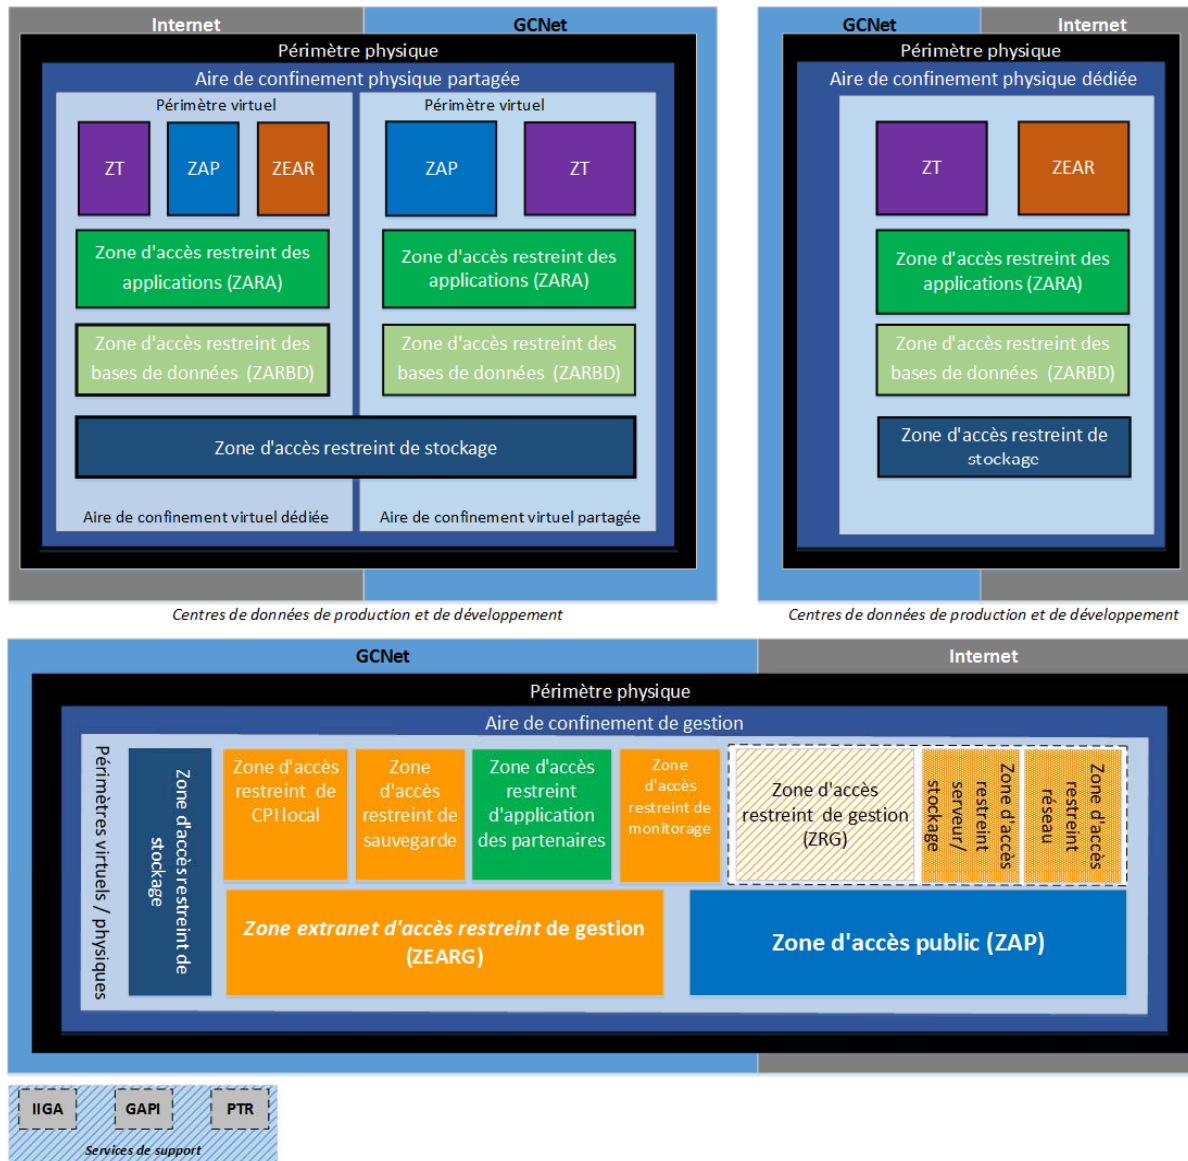 Internet
GCNet
Périmètre physique
Aire de confinement physique partagée
Périmètre virtuel
Périmètre virtuel
ZT
ZAP
ZEAR
ZAP
ZT
Zone d'accès restreint des
applications (ZARA)
Zone d'accès restreint des
applications (ZARA)
Zone d'accès restreint des
bases de données (ZARBD)
Zone d'accès restreint des
bases de données (ZARBD)
Zone d'accès restreint de stockage
Aire de confinement virtuel dédiée
Aire de confinement virtuel partagée
Centres de données de production et de développement
GCNet
Internet
Périmètre physique
Aire de confinement physique dédiée
ZT
ZEAR
Zone d'accès restreint des
applications (ZARA)
Zone d'accès restreint des
bases de données (ZARBD)
Zone d'accès restreint de
stockage
Centres de données de production et de développement
GCNet
Internet
Périmètre physique
Aire de confinement de gestion
Périmètres virtuels / physiques
Zone d'accès restreint de
stockage
Zone d'accès
restreint de
CPI local
Zone
d'accès
restreint de
sauvegarde
Zone d'accès
restreint
d'application
des partenaires
Zone
d'accès
restreint de
monitorage
Zone d'accès
restreint de gestion
(ZRG)
Zone d'accès
restreint
serveur/
stockage
Zone d'accès
restreint
réseau
Zone extranet d'accès restreint de gestion
(ZEARG)
Zone d'accès public (ZAP)
IIGA
GAPI
PTR
Services de support